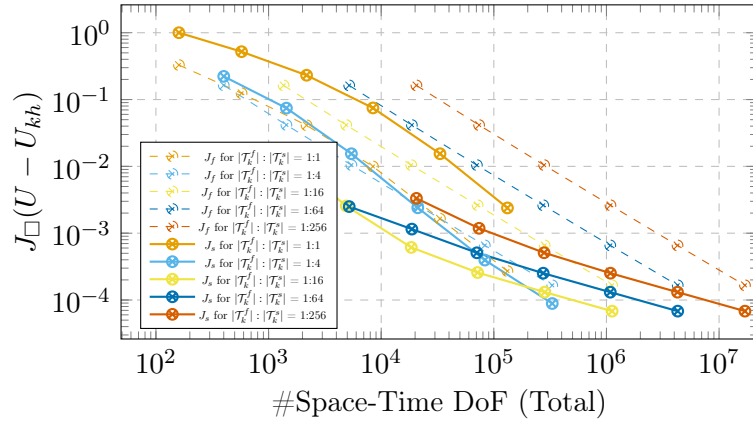 10^0
10^{-1}
10^{-2}
10^{-3}
10^{-4}
J_□(U − U_{kh})
J_f for |𝒯_k^f| : |𝒯_k^s| = 1:1
J_f for |𝒯_k^f| : |𝒯_k^s| = 1:4
J_f for |𝒯_k^f| : |𝒯_k^s| = 1:16
J_f for |𝒯_k^f| : |𝒯_k^s| = 1:64
J_f for |𝒯_k^f| : |𝒯_k^s| = 1:256
J_s for |𝒯_k^f| : |𝒯_k^s| = 1:1
J_s for |𝒯_k^f| : |𝒯_k^s| = 1:4
J_s for |𝒯_k^f| : |𝒯_k^s| = 1:16
J_s for |𝒯_k^f| : |𝒯_k^s| = 1:64
J_s for |𝒯_k^f| : |𝒯_k^s| = 1:256
10^2 10^3 10^4 10^5 10^6 10^7
#Space-Time DoF (Total)